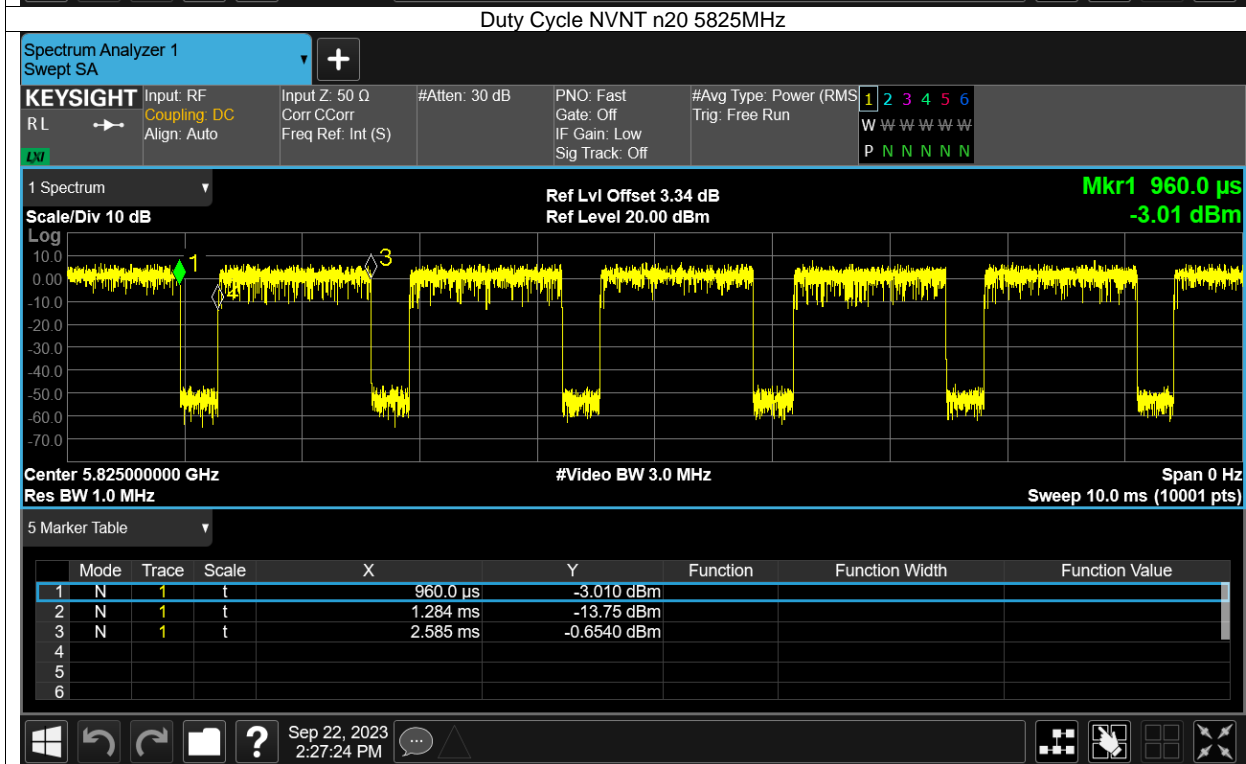 Duty Cycle NVNT n20 5825MHz
Spectrum Analyzer 1
Swept SA
KEYSIGHT Input: RF Input Z: 50 Ω #Atten: 30 dB PNO: Fast #Avg Type: Power (RMS 1 2 3 4 5 6
RL Coupling: DC Corr CCorr Gate: Off Trig: Free Run W W W W W W
Align: Auto Freq Ref: Int (S) IF Gain: Low P N N N N N
LXI Sig Track: Off
1 Spectrum Ref Lvl Offset 3.34 dB Mkr1 960.0 µs
Scale/Div 10 dB Ref Level 20.00 dBm -3.01 dBm
Log
10.0 1 3
0.00
-10.0 4
-20.0
-30.0
-40.0
-50.0
-60.0
-70.0
Center 5.825000000 GHz #Video BW 3.0 MHz Span 0 Hz
Res BW 1.0 MHz Sweep 10.0 ms (10001 pts)
5 Marker Table
Mode Trace Scale X Y Function Function Width Function Value
1 N 1 t 960.0 µs -3.010 dBm
2 N 1 t 1.284 ms -13.75 dBm
3 N 1 t 2.585 ms -0.6540 dBm
4
5
6
? Sep 22, 2023
2:27:24 PM